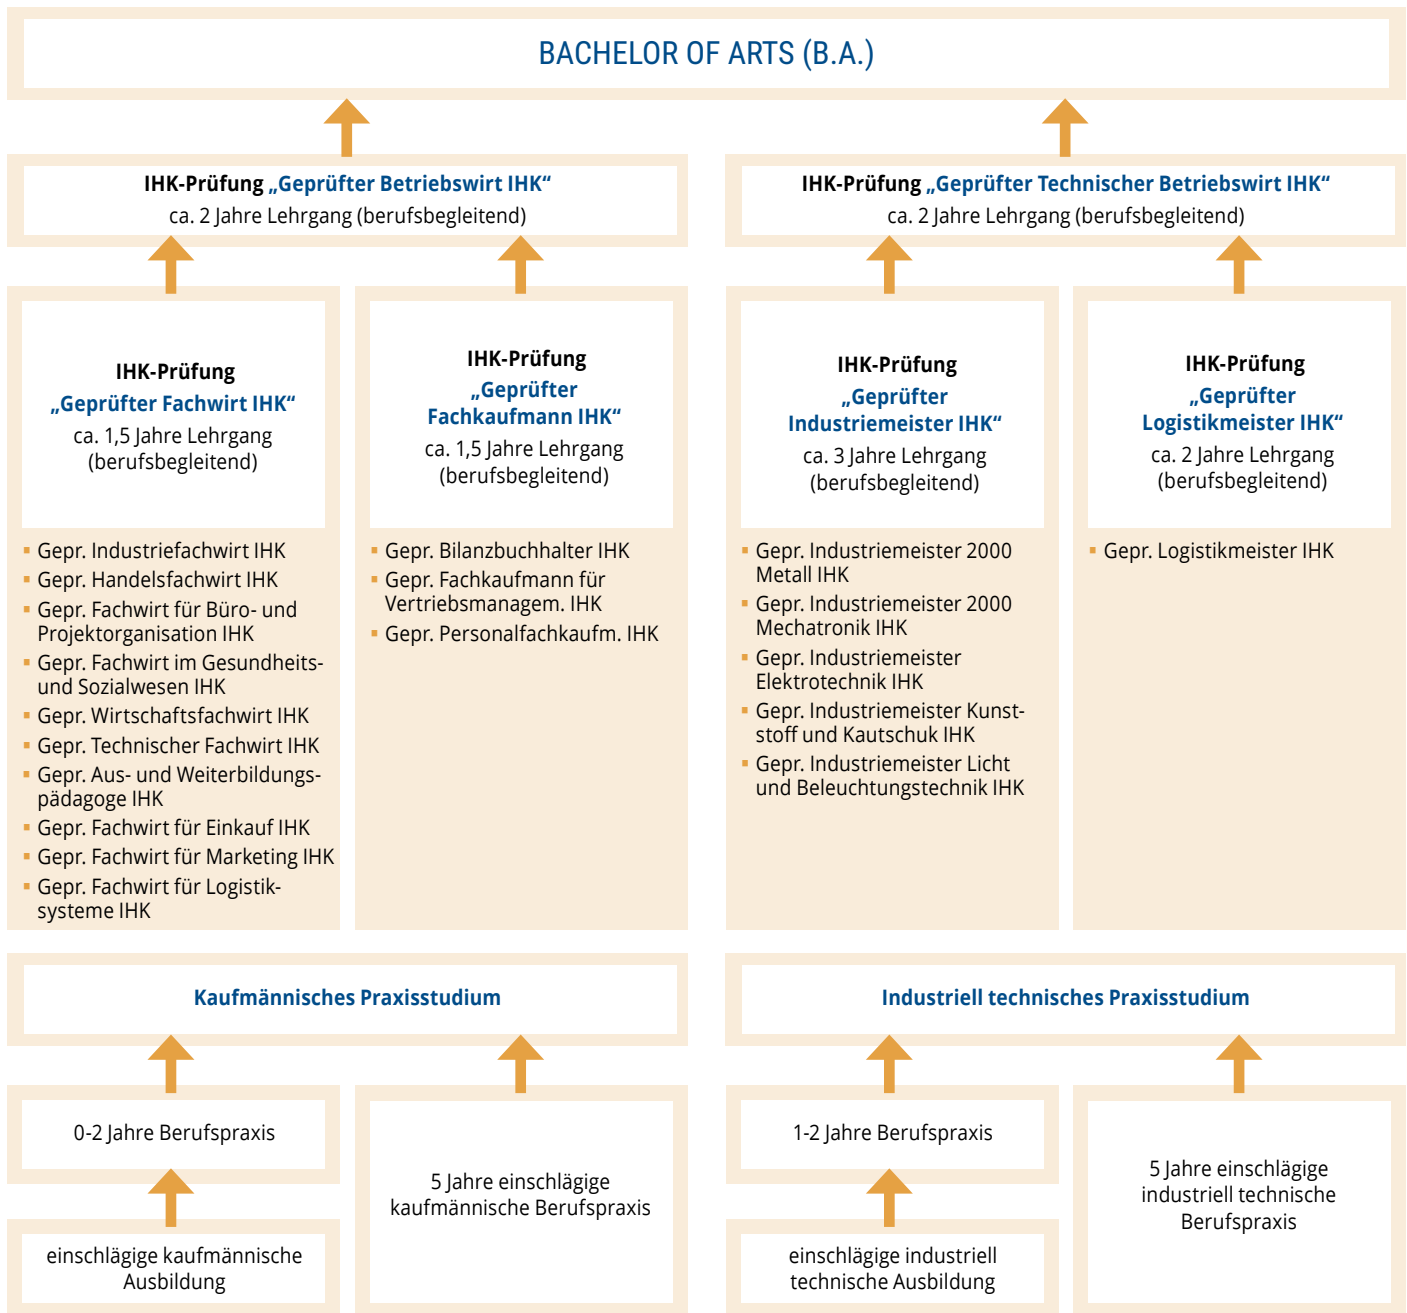 BACHELOR OF ARTS (B.A.)
IHK-Prüfung „Geprüfter Betriebswirt IHK“
ca. 2 Jahre Lehrgang (berufsbegleitend)
IHK-Prüfung „Geprüfter Technischer Betriebswirt IHK“
ca. 2 Jahre Lehrgang (berufsbegleitend)
IHK-Prüfung
„Geprüfter Fachwirt IHK“
ca. 1,5 Jahre Lehrgang
(berufsbegleitend)
▪ Gepr. Industriefachwirt IHK
▪ Gepr. Handelsfachwirt IHK
▪ Gepr. Fachwirt für Büro- und
Projektorganisation IHK
▪ Gepr. Fachwirt im Gesundheits-
und Sozialwesen IHK
▪ Gepr. Wirtschaftsfachwirt IHK
▪ Gepr. Technischer Fachwirt IHK
▪ Gepr. Aus- und Weiterbildungs-
pädagoge IHK
▪ Gepr. Fachwirt für Einkauf IHK
▪ Gepr. Fachwirt für Marketing IHK
▪ Gepr. Fachwirt für Logistik-
systeme IHK
IHK-Prüfung
„Geprüfter
Fachkaufmann IHK“
ca. 1,5 Jahre Lehrgang
(berufsbegleitend)
▪ Gepr. Bilanzbuchhalter IHK
▪ Gepr. Fachkaufmann für
Vertriebsmanagem. IHK
▪ Gepr. Personalfachkaufm. IHK
IHK-Prüfung
„Geprüfter
Industriemeister IHK“
ca. 3 Jahre Lehrgang
(berufsbegleitend)
▪ Gepr. Industriemeister 2000
Metall IHK
▪ Gepr. Industriemeister 2000
Mechatronik IHK
▪ Gepr. Industriemeister
Elektrotechnik IHK
▪ Gepr. Industriemeister Kunst-
stoff und Kautschuk IHK
▪ Gepr. Industriemeister Licht
und Beleuchtungstechnik IHK
IHK-Prüfung
„Geprüfter
Logistikmeister IHK“
ca. 2 Jahre Lehrgang
(berufsbegleitend)
▪ Gepr. Logistikmeister IHK
Kaufmännisches Praxisstudium
0-2 Jahre Berufspraxis
einschlägige kaufmännische
Ausbildung
5 Jahre einschlägige
kaufmännische Berufspraxis
Industriell technisches Praxisstudium
1-2 Jahre Berufspraxis
einschlägige industriell
technische Ausbildung
5 Jahre einschlägige
industriell technische
Berufspraxis